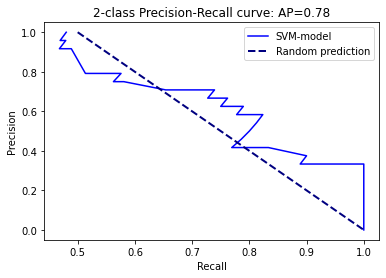 2-class Precision-Recall curve: AP=0.78
SVM-model
Random prediction
Precision
1.0
0.8
0.6
0.4
0.2
0.0
0.5 0.6 0.7 0.8 0.9 1.0
Recall